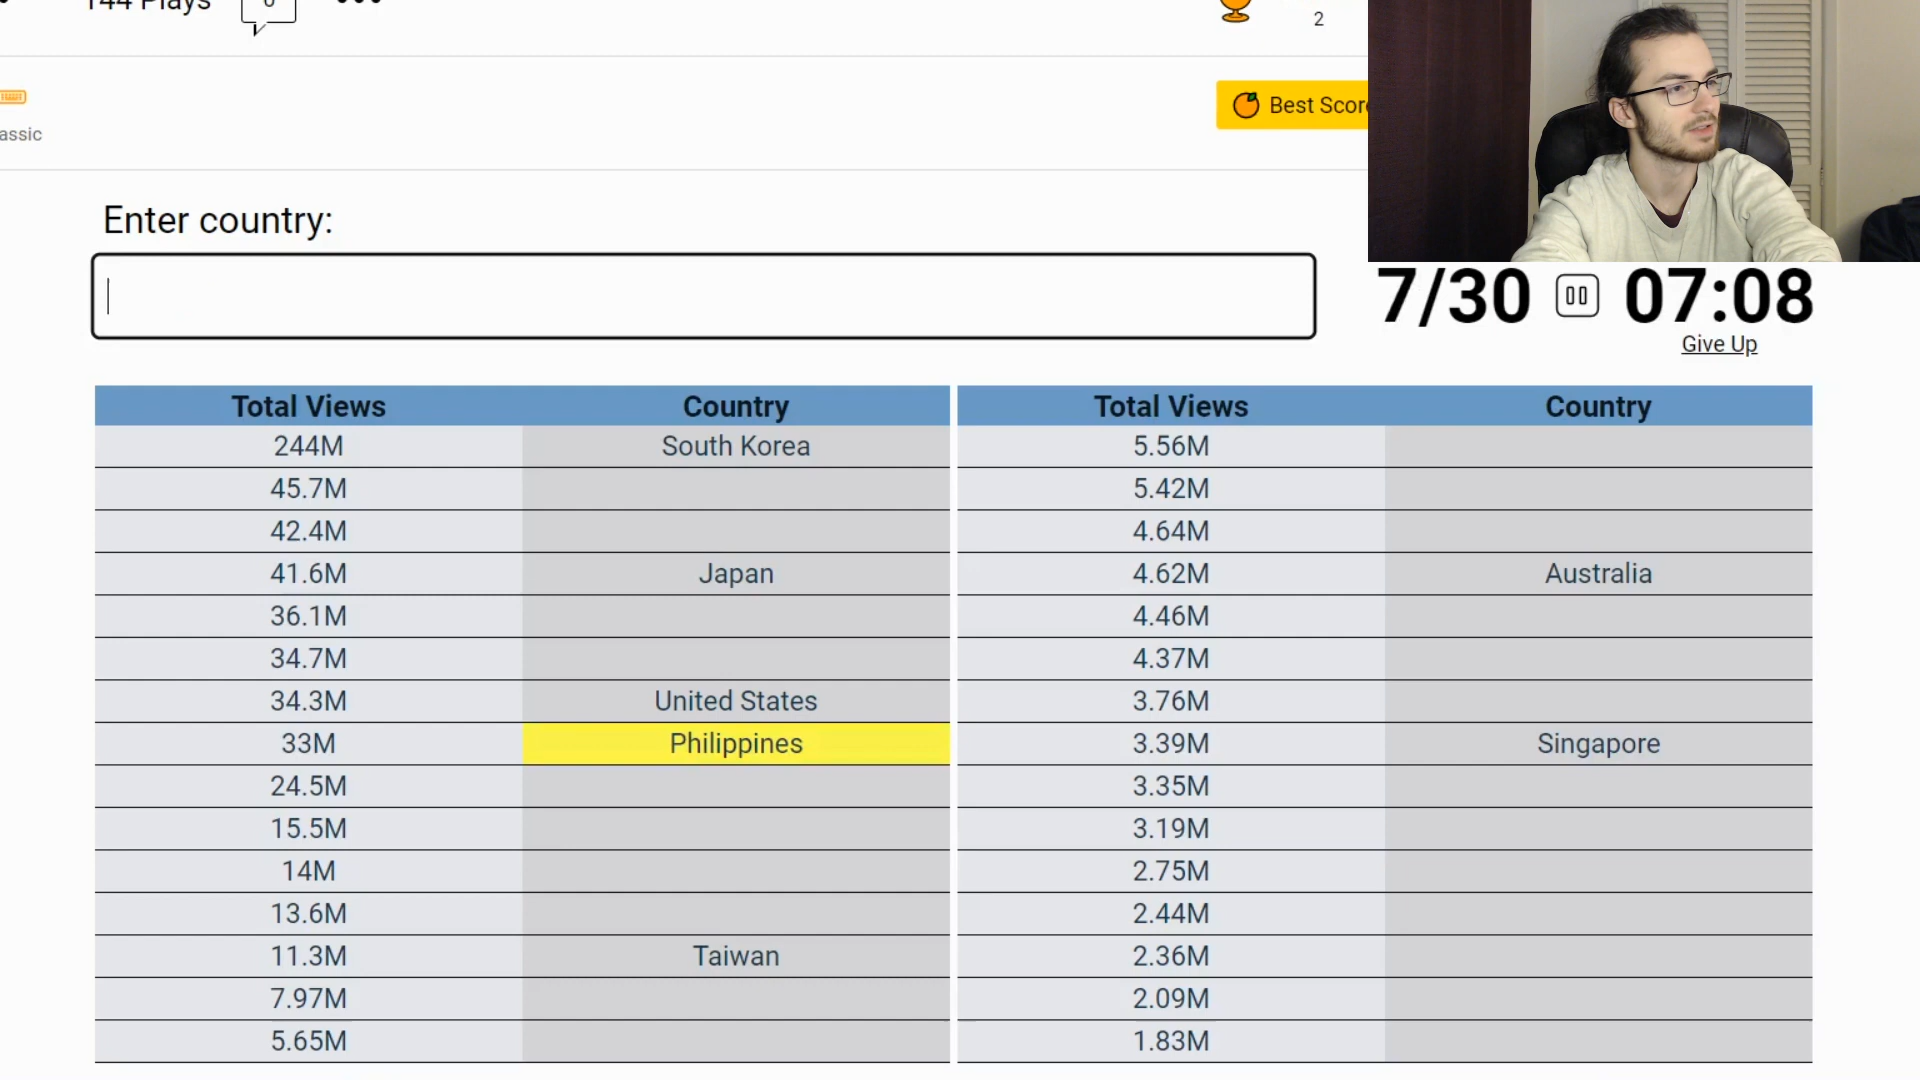 144 Plays
0
2
assic
Best Score
Enter country:
7/30 07:08
Give Up
Total Views Country Total Views Country
244M South Korea 5.56M
45.7M 5.42M
42.4M 4.64M
41.6M Japan 4.62M Australia
36.1M 4.46M
34.7M 4.37M
34.3M United States 3.76M
33M Philippines 3.39M Singapore
24.5M 3.35M
15.5M 3.19M
14M 2.75M
13.6M 2.44M
11.3M Taiwan 2.36M
7.97M 2.09M
5.65M 1.83M